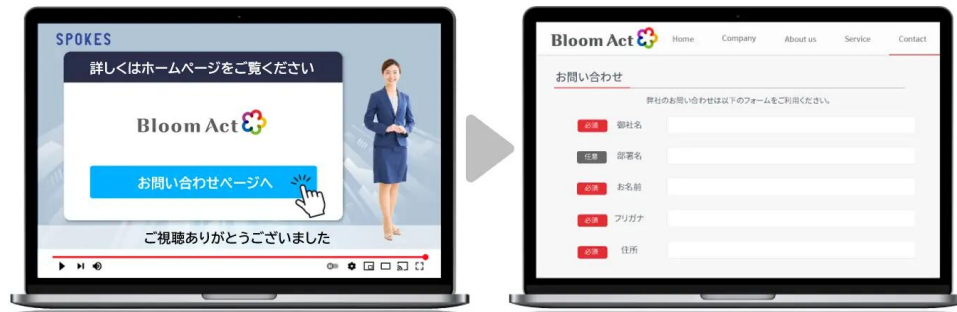 SPOKES
詳しくはホームページをご覧ください
Bloom Act
お問い合わせページへ
ご視聴ありがとうございました
Bloom Act Home Company About us Service Contact
お問い合わせ
弊社のお問い合わせは以下のフォームをご利用ください。
必須 御社名
任意 部署名
必須 お名前
必須 フリガナ
必須 住所